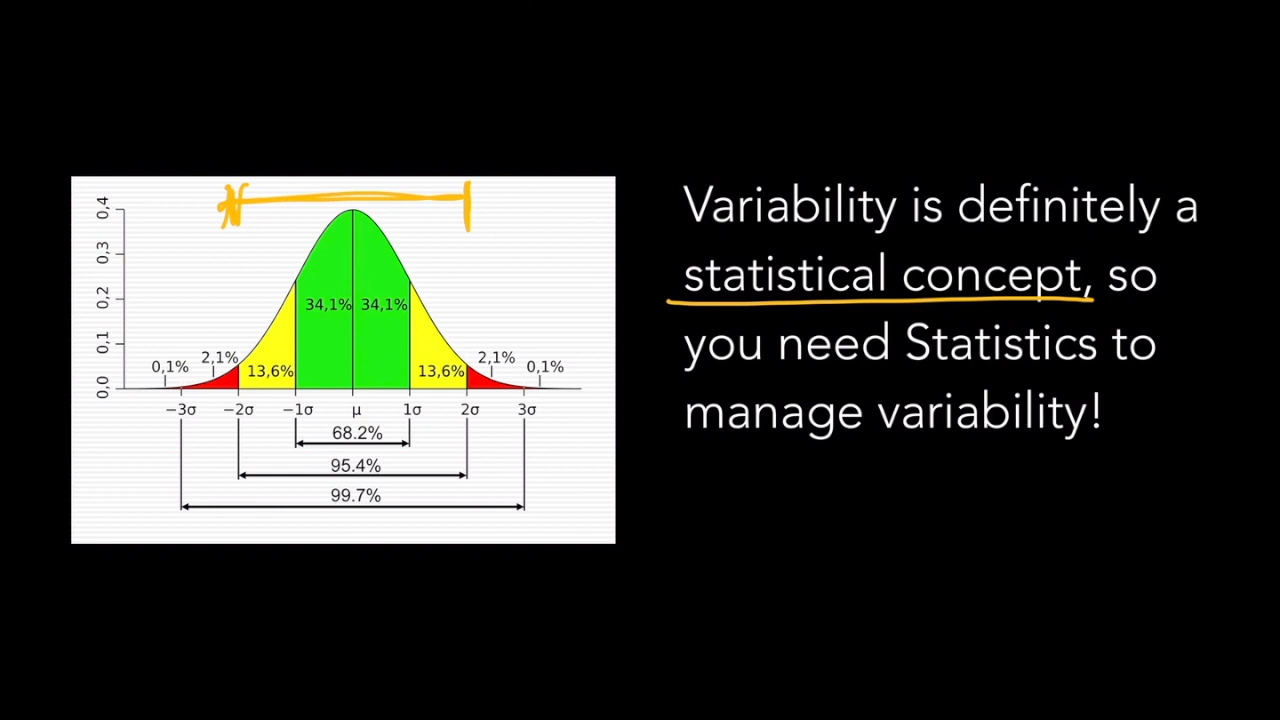 0,4
0,3
0,2
0,1
0,0
34,1% 34,1%
0,1% 2,1% 13,6% 13,6% 2,1% 0,1%
−3σ −2σ −1σ μ 1σ 2σ 3σ
68.2%
95.4%
99.7%
Variability is definitely a
statistical concept, so
you need Statistics to
manage variability!